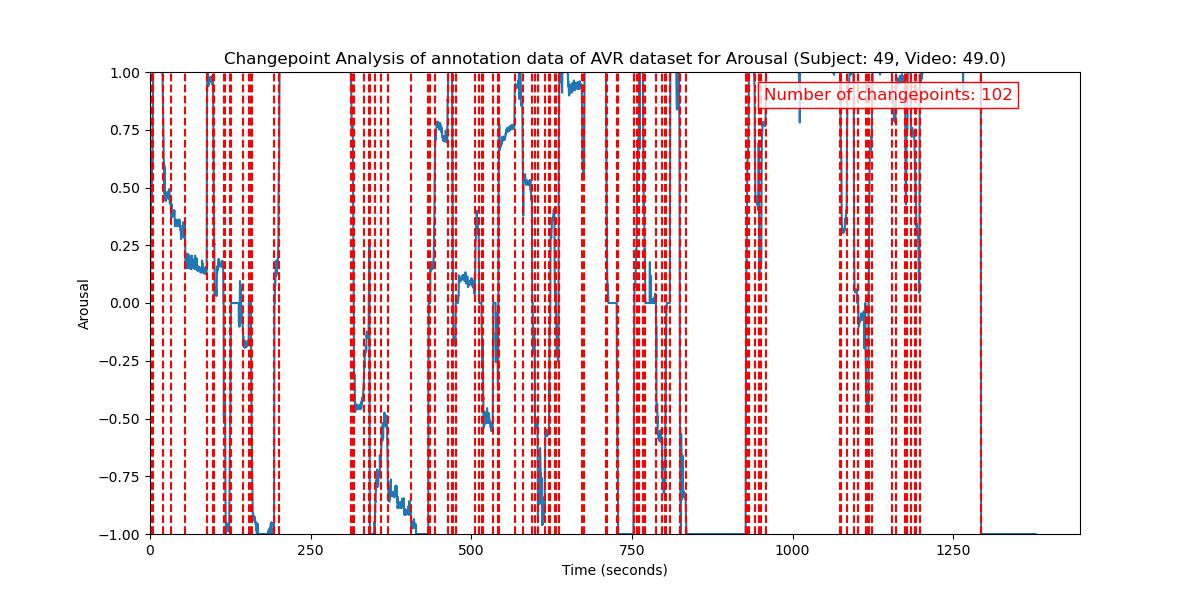 Changepoint Analysis of annotation data of AVR dataset for Arousal (Subject: 49, Video: 49.0)
Number of changepoints: 102
1.00
0.75
0.50
0.25
0.00
−0.25
−0.50
−0.75
−1.00
Arousal
0 250 500 750 1000 1250
Time (seconds)